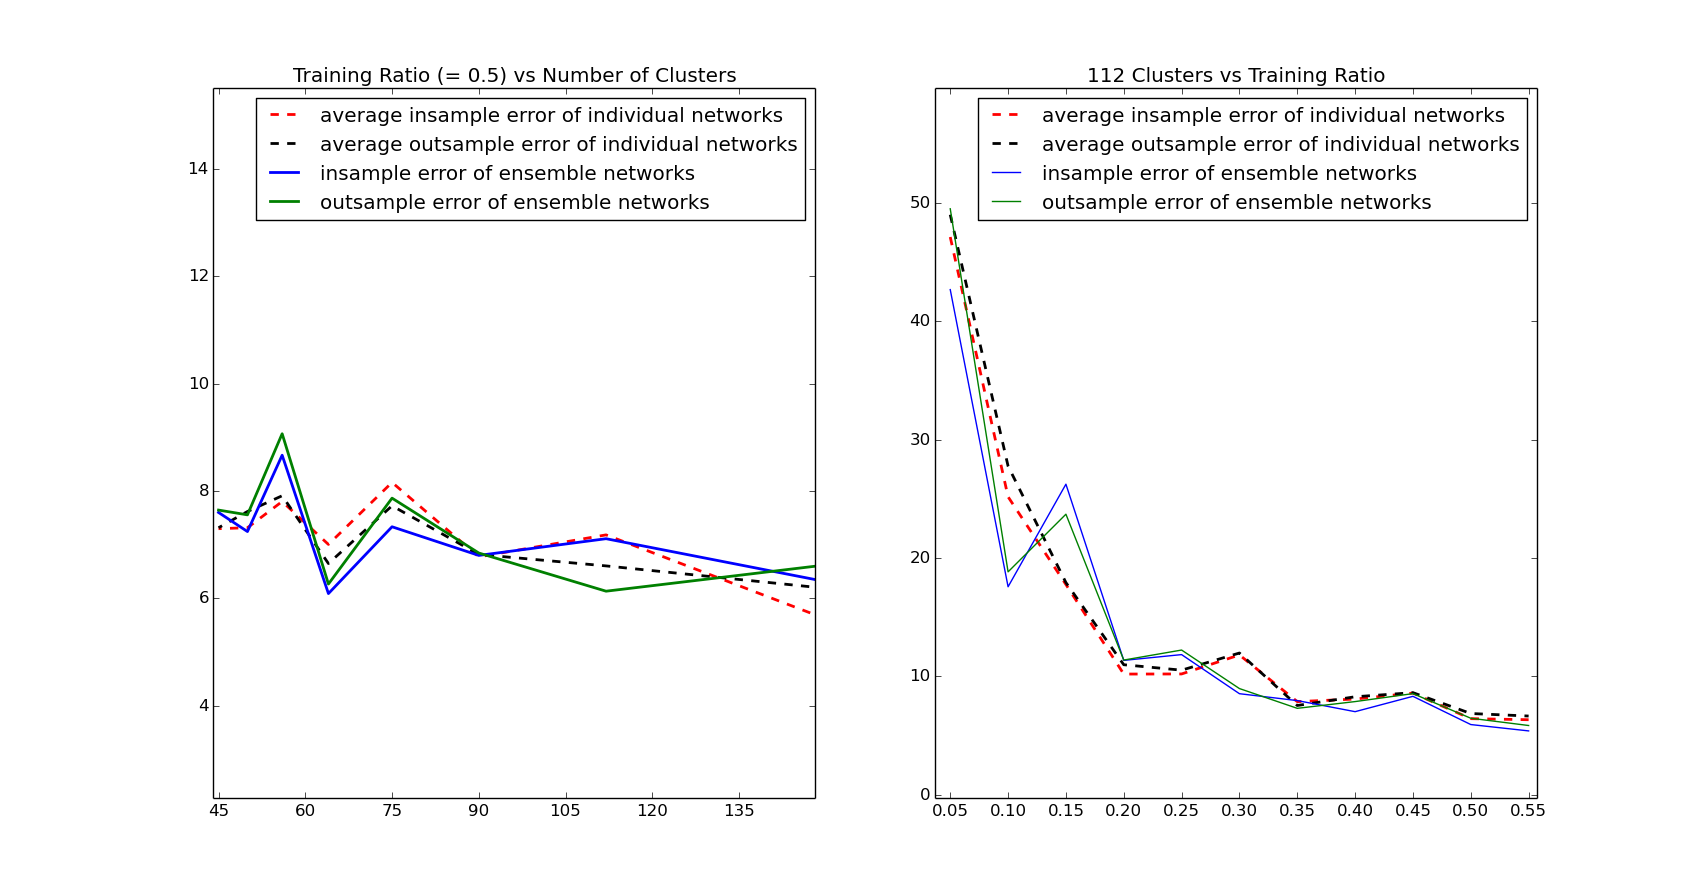 Training Ratio (= 0.5) vs Number of Clusters
average insample error of individual networks
average outsample error of individual networks
insample error of ensemble networks
outsample error of ensemble networks
14
12
10
8
6
4
45 60 75 90 105 120 135
112 Clusters vs Training Ratio
average insample error of individual networks
average outsample error of individual networks
insample error of ensemble networks
outsample error of ensemble networks
50
40
30
20
10
0
0.05 0.10 0.15 0.20 0.25 0.30 0.35 0.40 0.45 0.50 0.55